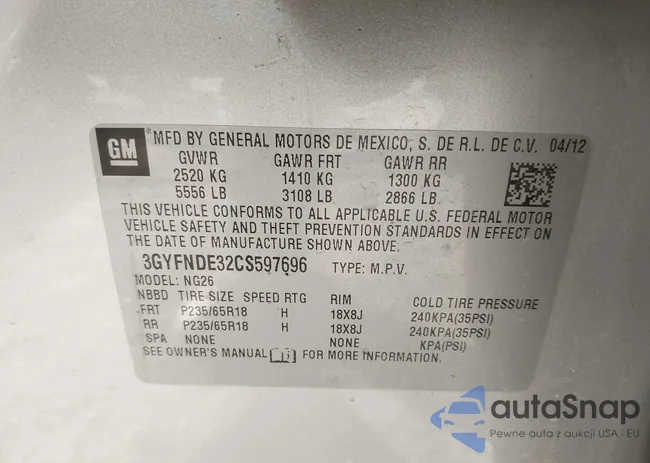 GM
MFD BY GENERAL MOTORS DE MEXICO, S. DE R.L. DE C.V. 04/12
GVWR GAWR FRT GAWR RR
2520 KG 1410 KG 1300 KG
5556 LB 3108 LB 2866 LB
THIS VEHICLE CONFORMS TO ALL APPLICABLE U.S. FEDERAL MOTOR
VEHICLE SAFETY AND THEFT PREVENTION STANDARDS IN EFFECT ON
THE DATE OF MANUFACTURE SHOWN ABOVE.
3GYFNDE32CS597696 TYPE: M.P.V.
MODEL: NG26
NBBD TIRE SIZE SPEED RTG RIM COLD TIRE PRESSURE
FRT P235/65R18 H 18X8J 240KPA(35PSI)
RR P235/65R18 H 18X8J 240KPA(35PSI)
SPA NONE NONE KPA(PSI)
SEE OWNER'S MANUAL FOR MORE INFORMATION.
autaSnap
Pewne auta z aukcji USA i EU